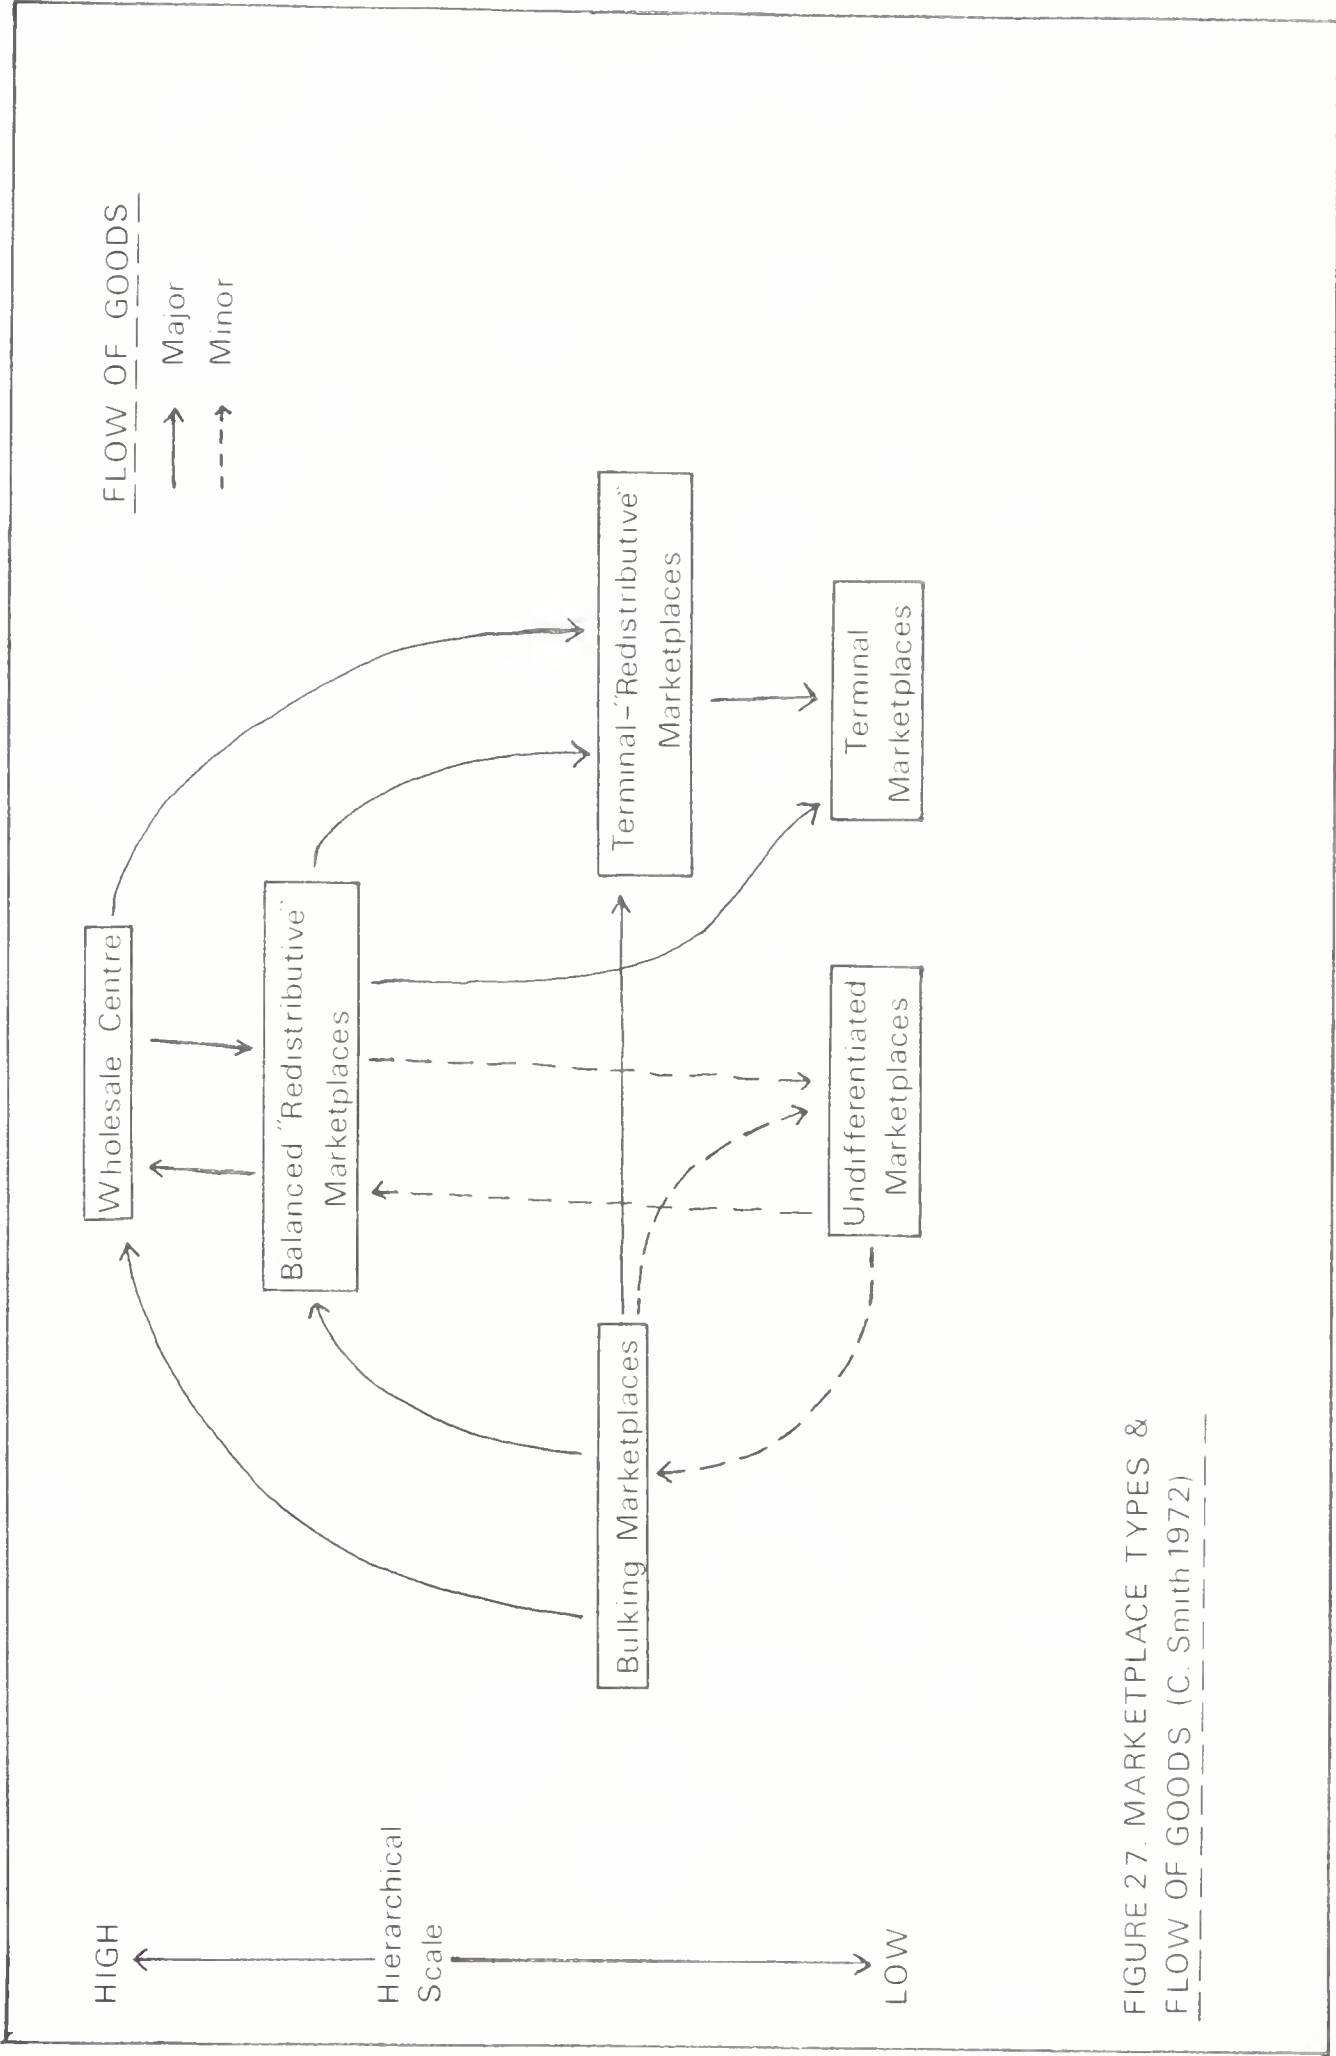 HIGH
Hierarchical
Scale
LOW
FLOW OF GOODS
Major
Minor
Wholesale Centre
Balanced "Redistributive"
Marketplaces
Bulking Marketplaces
Terminal-"Redistributive"
Marketplaces
Undifferentiated
Marketplaces
Terminal
Marketplaces
FIGURE 27. MARKETPLACE TYPES &
FLOW OF GOODS (C. Smith 1972)